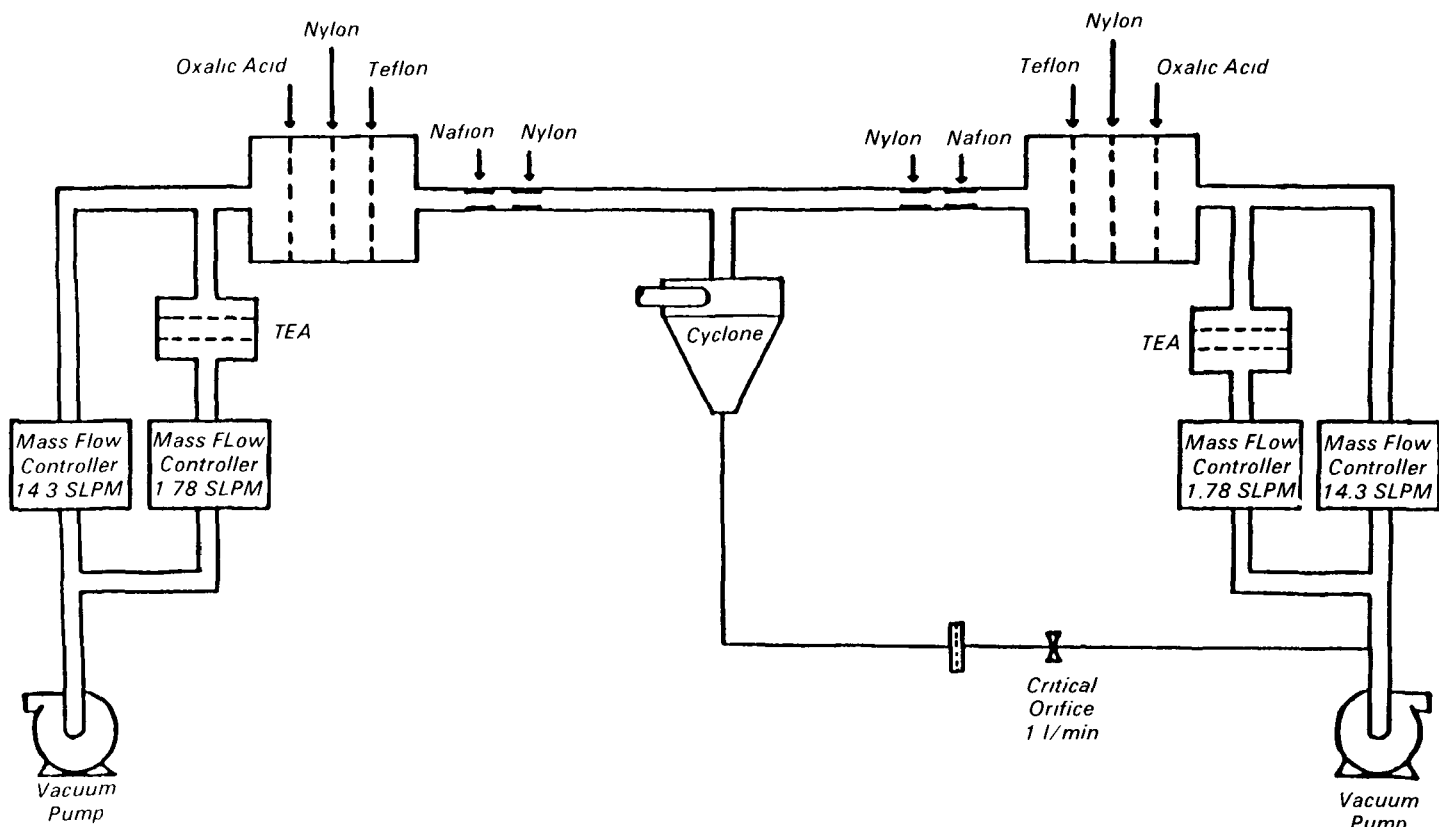 Nylon
Oxalic Acid
Teflon
Nafion
Nylon
Nylon
Teflon
Oxalic Acid
Nylon
Nafion
Cyclone
TEA
TEA
Mass Flow
Controller
14 3 SLPM
Mass FLow
Controller
1 78 SLPM
Mass FLow
Controller
1.78 SLPM
Mass Flow
Controller
14.3 SLPM
Critical
Orifice
1 l/min
Vacuum
Pump
Vacuum
Pump